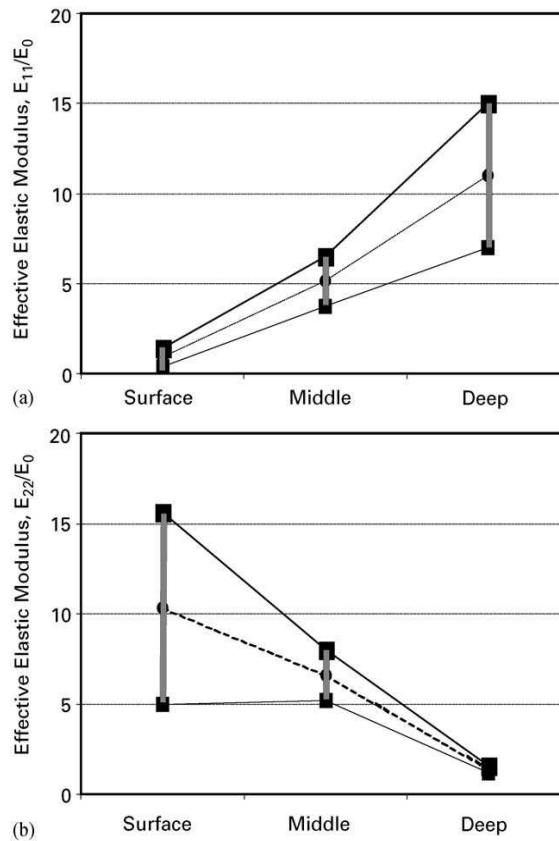 20
15
10
5
0
Effective Elastic Modulus, E₁₁/E₀
Surface Middle Deep
(a)
20
15
10
5
0
Effective Elastic Modulus, E₂₂/E₀
Surface Middle Deep
(b)